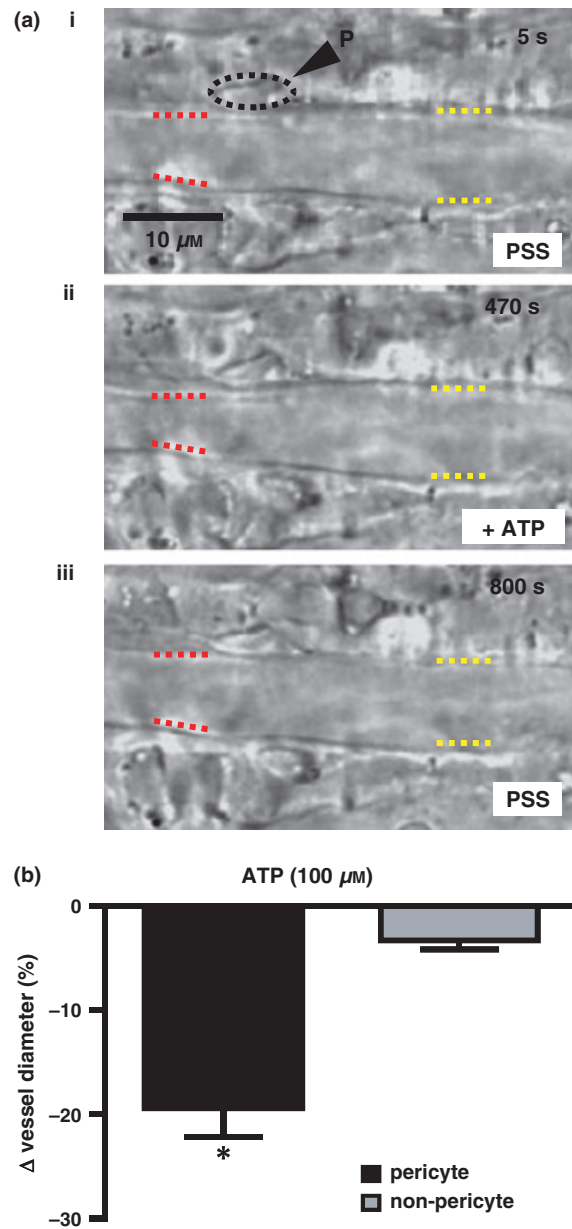 (a) i
P
5 s
10 µM
PSS
ii
470 s
+ ATP
iii
800 s
PSS
(b)
ATP (100 µM)
Δ vessel diameter (%)
0
–10
–20
–30
*
pericyte
non-pericyte